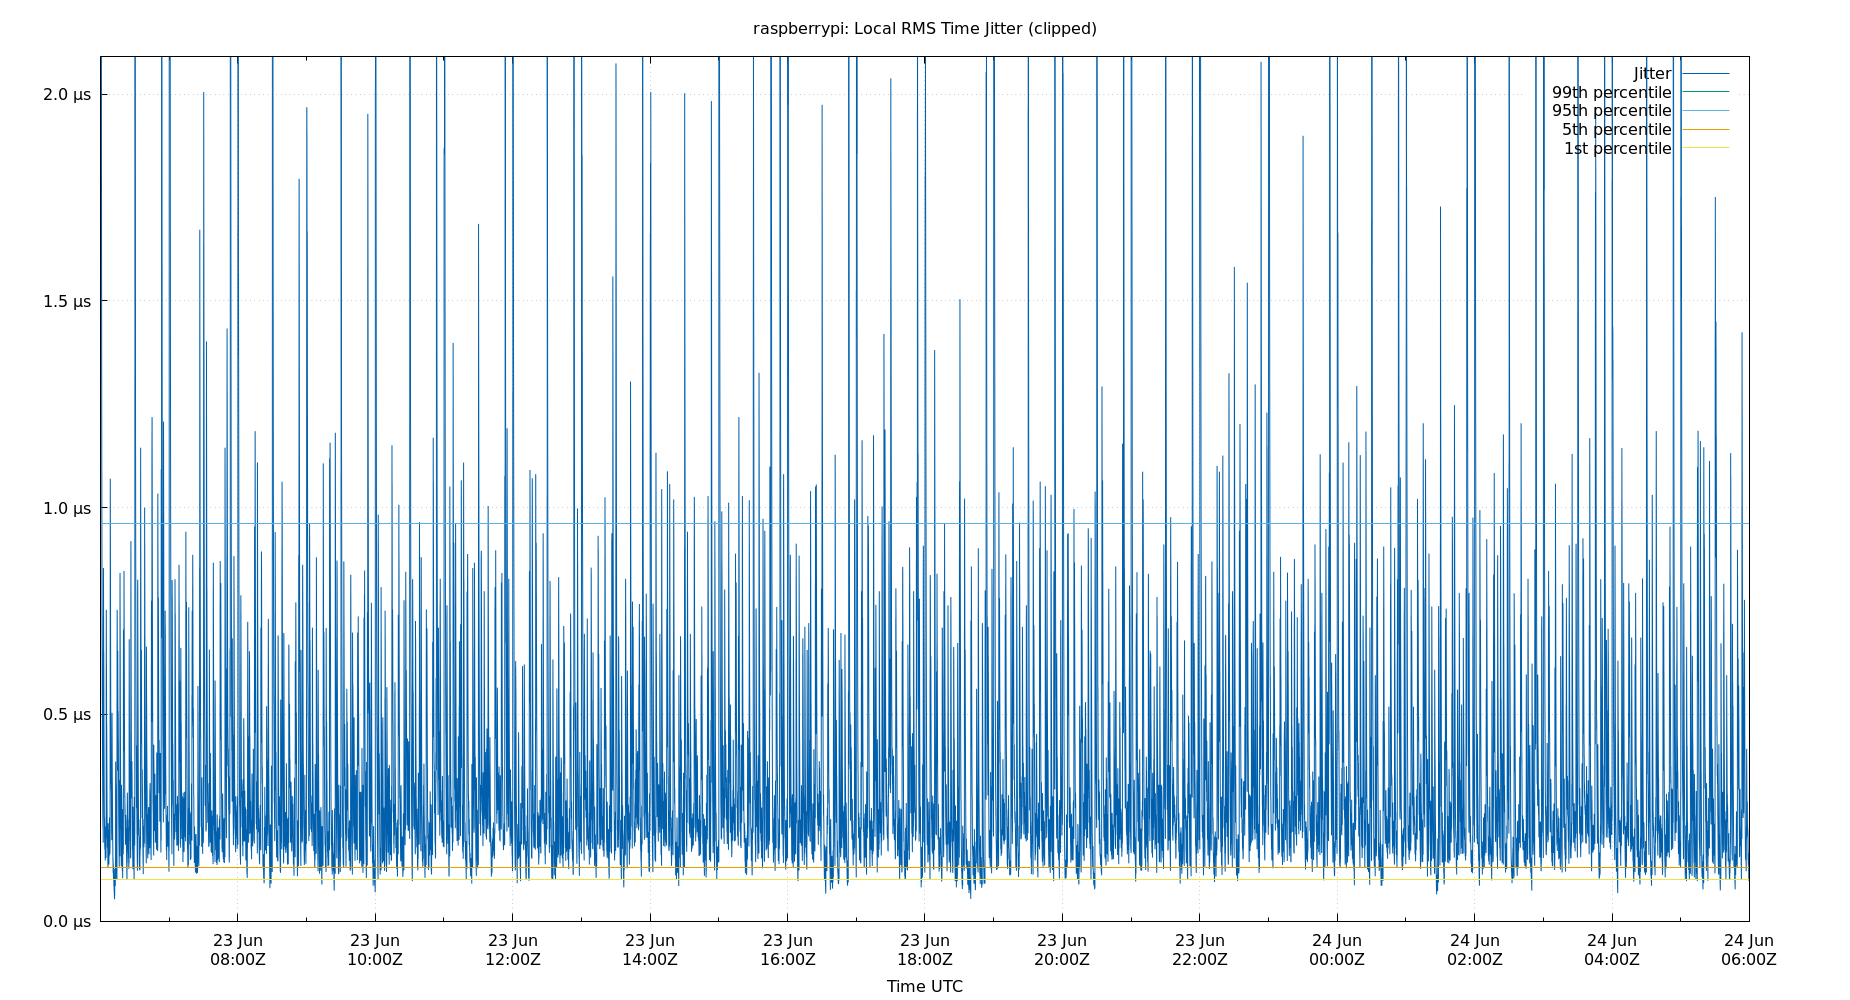 raspberrypi: Local RMS Time Jitter (clipped)
Jitter
99th percentile
95th percentile
5th percentile
1st percentile
2.0 µs
1.5 µs
1.0 µs
0.5 µs
0.0 µs
23 Jun
08:00Z
23 Jun
10:00Z
23 Jun
12:00Z
23 Jun
14:00Z
23 Jun
16:00Z
23 Jun
18:00Z
23 Jun
20:00Z
23 Jun
22:00Z
24 Jun
00:00Z
24 Jun
02:00Z
24 Jun
04:00Z
24 Jun
06:00Z
Time UTC